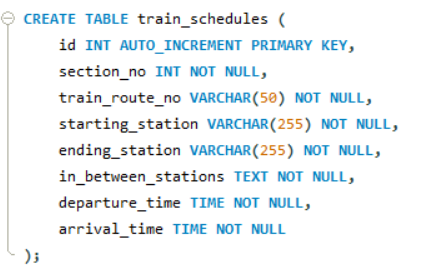 CREATE TABLE train_schedules (
id INT AUTO_INCREMENT PRIMARY KEY,
section_no INT NOT NULL,
train_route_no VARCHAR(50) NOT NULL,
starting_station VARCHAR(255) NOT NULL,
ending_station VARCHAR(255) NOT NULL,
in_between_stations TEXT NOT NULL,
departure_time TIME NOT NULL,
arrival_time TIME NOT NULL
);